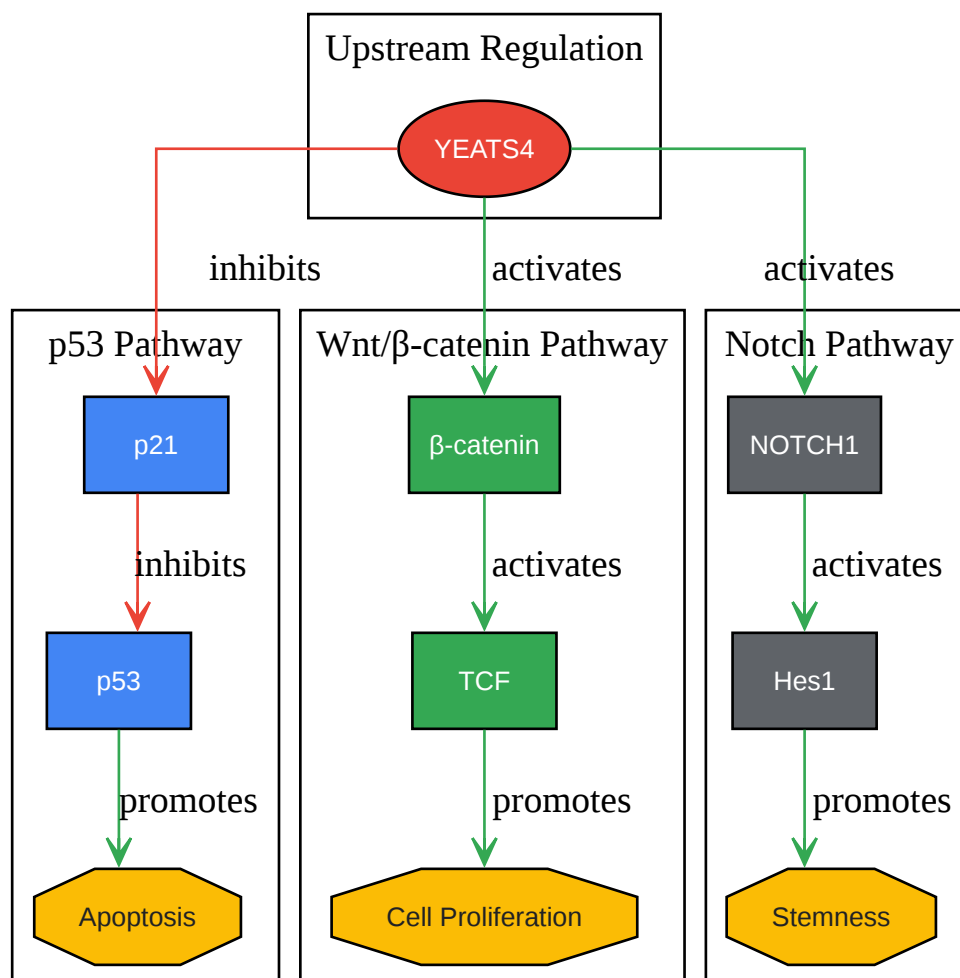 Upstream Regulation
YEATS4
inhibits
activates
activates
p53 Pathway
Wnt/β-catenin Pathway
Notch Pathway
p21
β-catenin
NOTCH1
inhibits
activates
activates
p53
TCF
Hes1
promotes
promotes
promotes
Apoptosis
Cell Proliferation
Stemness